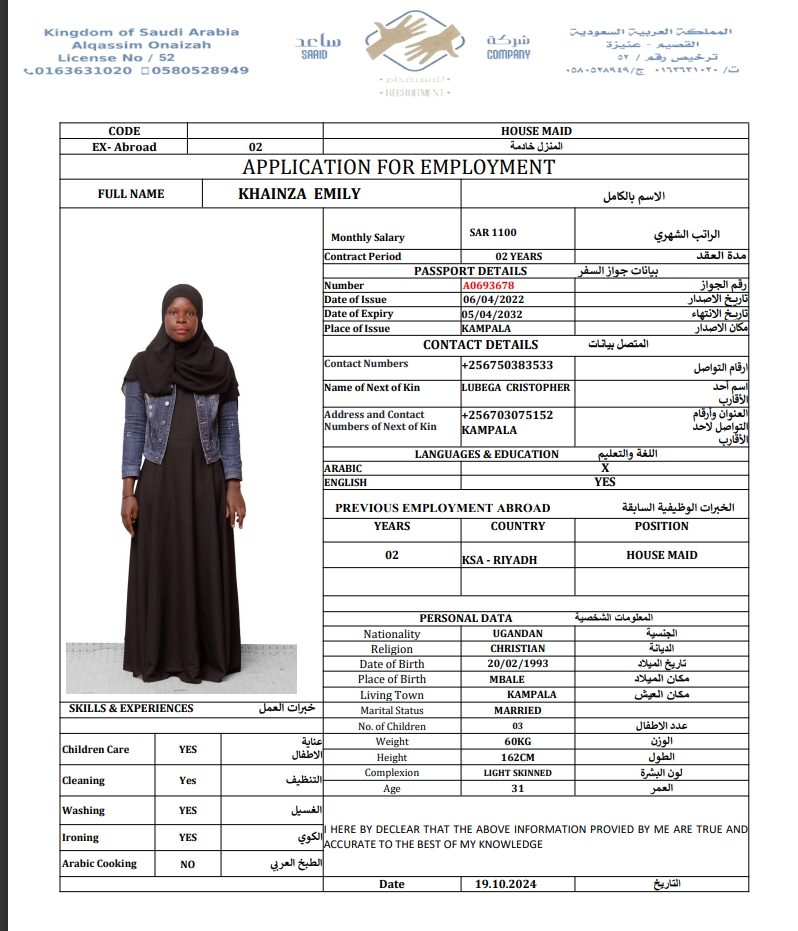 Kingdom of Saudi Arabia
Alqassim Onaizah
License No / 52
0163631020 0580528949
ساعد
SAAID
شركة
COMPANY
للاستقدام
RECRUITMENT
المملكة العربية السعودية
القصيم - عنيزة
ترخيص رقم / ٥٢
ت/ ٠١٦٣٦٣١٠٢٠ ج/٠٥٨٠٥٢٨٩٤٩
CODE HOUSE MAID
EX- Abroad 02 المنزل خادمة
APPLICATION FOR EMPLOYMENT
FULL NAME KHAINZA EMILY الاسم بالكامل
Monthly Salary SAR 1100 الراتب الشهري
Contract Period 02 YEARS مدة العقد
PASSPORT DETAILS بيانات جواز السفر
Number A0693678 رقم الجواز
Date of Issue 06/04/2022 تاريخ الاصدار
Date of Expiry 05/04/2032 تاريخ الانتهاء
Place of Issue KAMPALA مكان الاصدار
CONTACT DETAILS المتصل بيانات
Contact Numbers +256750383533 ارقام التواصل
Name of Next of Kin LUBEGA CRISTOPHER اسم أحد الأقارب
Address and Contact +256703075152 العنوان وأرقام
Numbers of Next of Kin KAMPALA التواصل لاحد الأقارب
LANGUAGES & EDUCATION اللغة والتعليم
ARABIC X
ENGLISH YES
PREVIOUS EMPLOYMENT ABROAD الخبرات الوظيفية السابقة
YEARS COUNTRY POSITION
02 KSA - RIYADH HOUSE MAID
PERSONAL DATA المعلومات الشخصية
Nationality UGANDAN الجنسية
Religion CHRISTIAN الديانة
Date of Birth 20/02/1993 تاريخ الميلاد
Place of Birth MBALE مكان الميلاد
Living Town KAMPALA مكان العيش
Marital Status MARRIED
No. of Children 03 عدد الاطفال
Weight 60KG الوزن
Height 162CM الطول
Complexion LIGHT SKINNED لون البشرة
Age 31 العمر
SKILLS & EXPERIENCES خبرات العمل
Children Care YES عناية الاطفال
Cleaning Yes التنظيف
Washing YES الغسيل
Ironing YES الكوي
Arabic Cooking NO الطبخ العربي
I HERE BY DECLEAR THAT THE ABOVE INFORMATION PROVIED BY ME ARE TRUE AND
ACCURATE TO THE BEST OF MY KNOWLEDGE
Date 19.10.2024 التاريخ